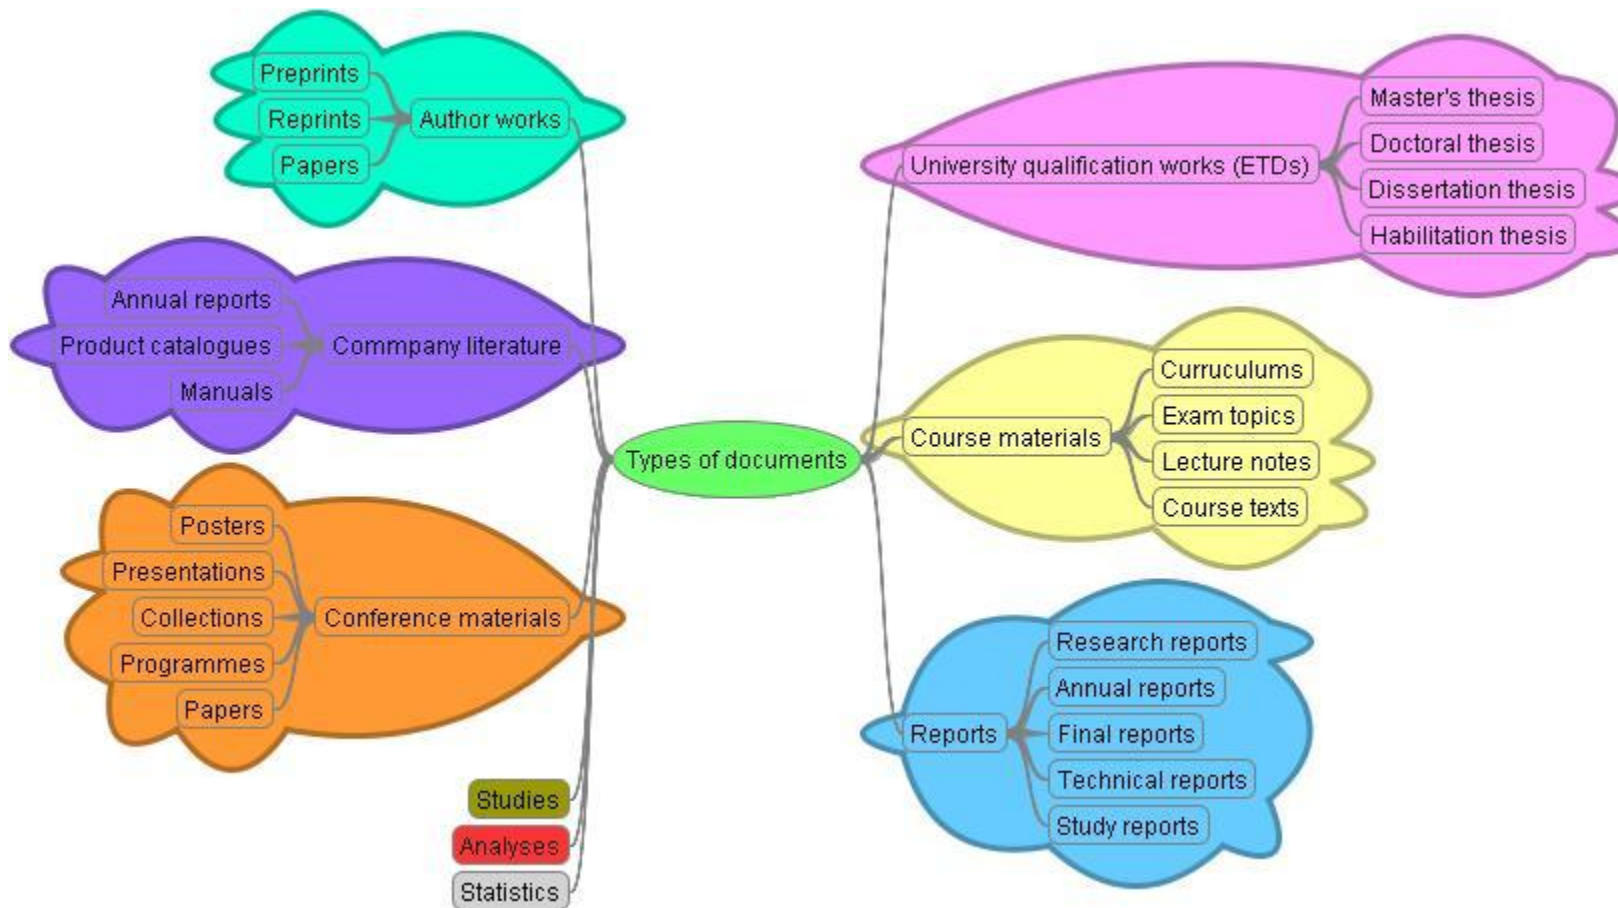 Types of documents
Author works
Preprints
Reprints
Papers
Commpany literature
Annual reports
Product catalogues
Manuals
Conference materials
Posters
Presentations
Collections
Programmes
Papers
Studies
Analyses
Statistics
University qualification works (ETDs)
Master's thesis
Doctoral thesis
Dissertation thesis
Habilitation thesis
Course materials
Curruculums
Exam topics
Lecture notes
Course texts
Reports
Research reports
Annual reports
Final reports
Technical reports
Study reports